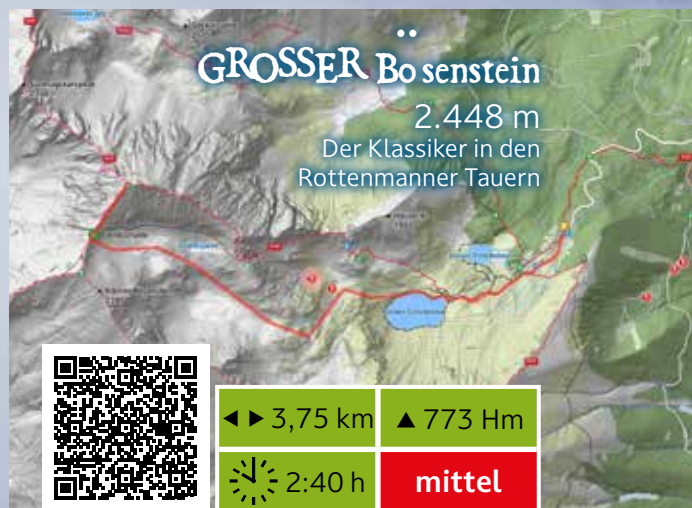 GROSSER Bösenstein
2.448 m
Der Klassiker in den
Rottenmanner Tauern
◄ ► 3,75 km
▲ 773 Hm
2:40 h
mittel